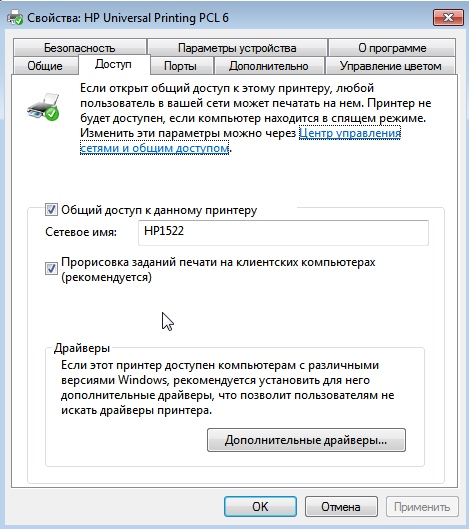 Свойства: HP Universal Printing PCL 6
Безопасность Параметры устройства О программе
Общие Доступ Порты Дополнительно Управление цветом
Если открыт общий доступ к этому принтеру, любой
пользователь в вашей сети может печатать на нем. Принтер не
будет доступен, если компьютер находится в спящем режиме.
Изменить эти параметры можно через Центр управления
сетями и общим доступом.
Общий доступ к данному принтеру
Сетевое имя: HP1522
Прорисовка заданий печати на клиентских компьютерах
(рекомендуется)
Драйверы
Если этот принтер доступен компьютерам с различными
версиями Windows, рекомендуется установить для него
дополнительные драйверы, что позволит пользователям не
искать драйверы принтера.
Дополнительные драйверы...
OK Отмена Применить